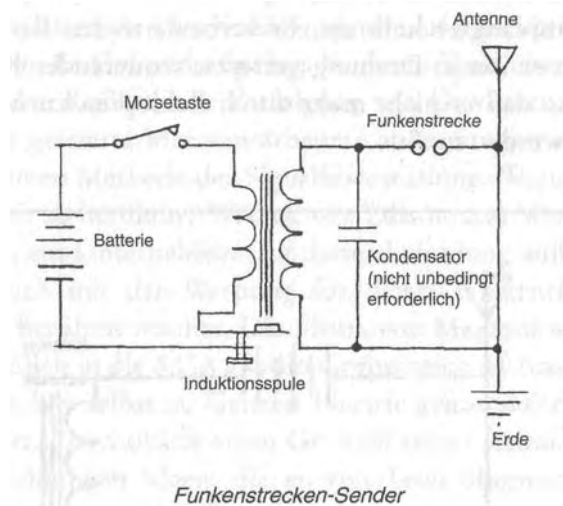 Antenne
Morsetaste
Funkenstrecke
Batterie
Kondensator
(nicht unbedingt
erforderlich)
Induktionsspule
Erde
Funkenstrecken-Sender